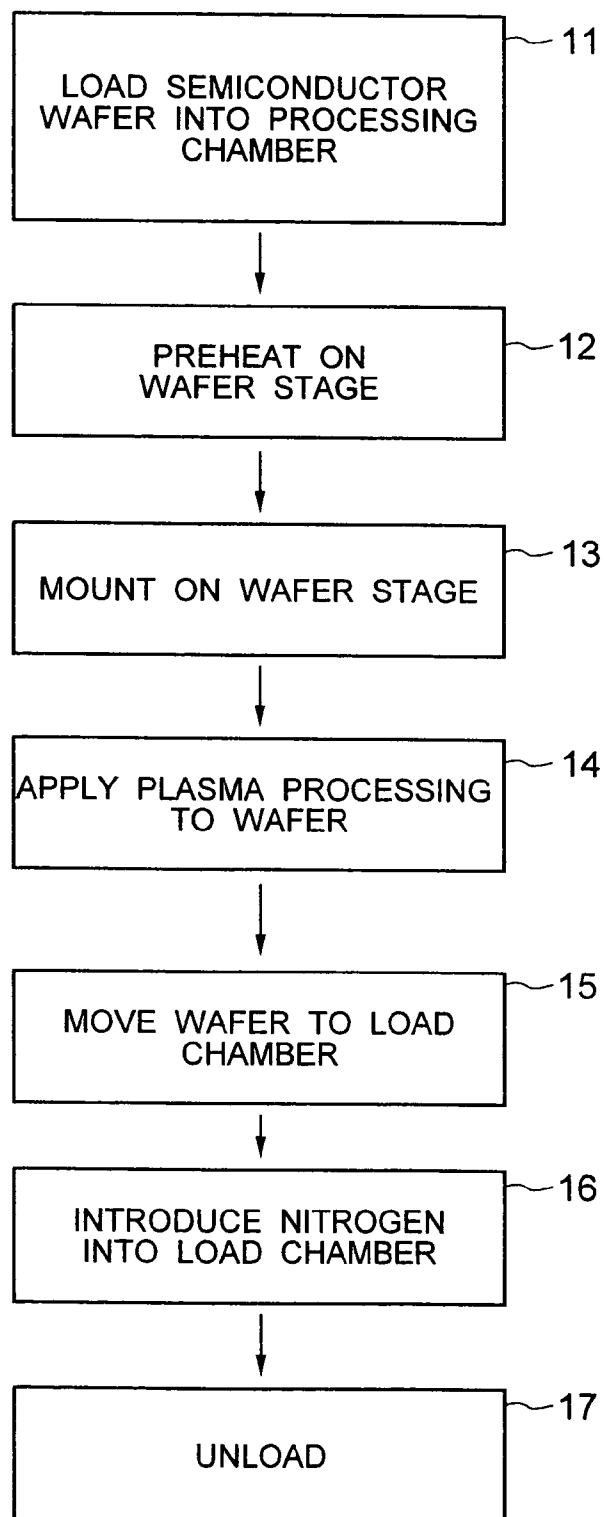 11
LOAD SEMICONDUCTOR
WAFER INTO PROCESSING
CHAMBER
12
PREHEAT ON
WAFER STAGE
13
MOUNT ON WAFER STAGE
14
APPLY PLASMA PROCESSING
TO WAFER
15
MOVE WAFER TO LOAD
CHAMBER
16
INTRODUCE NITROGEN
INTO LOAD CHAMBER
17
UNLOAD